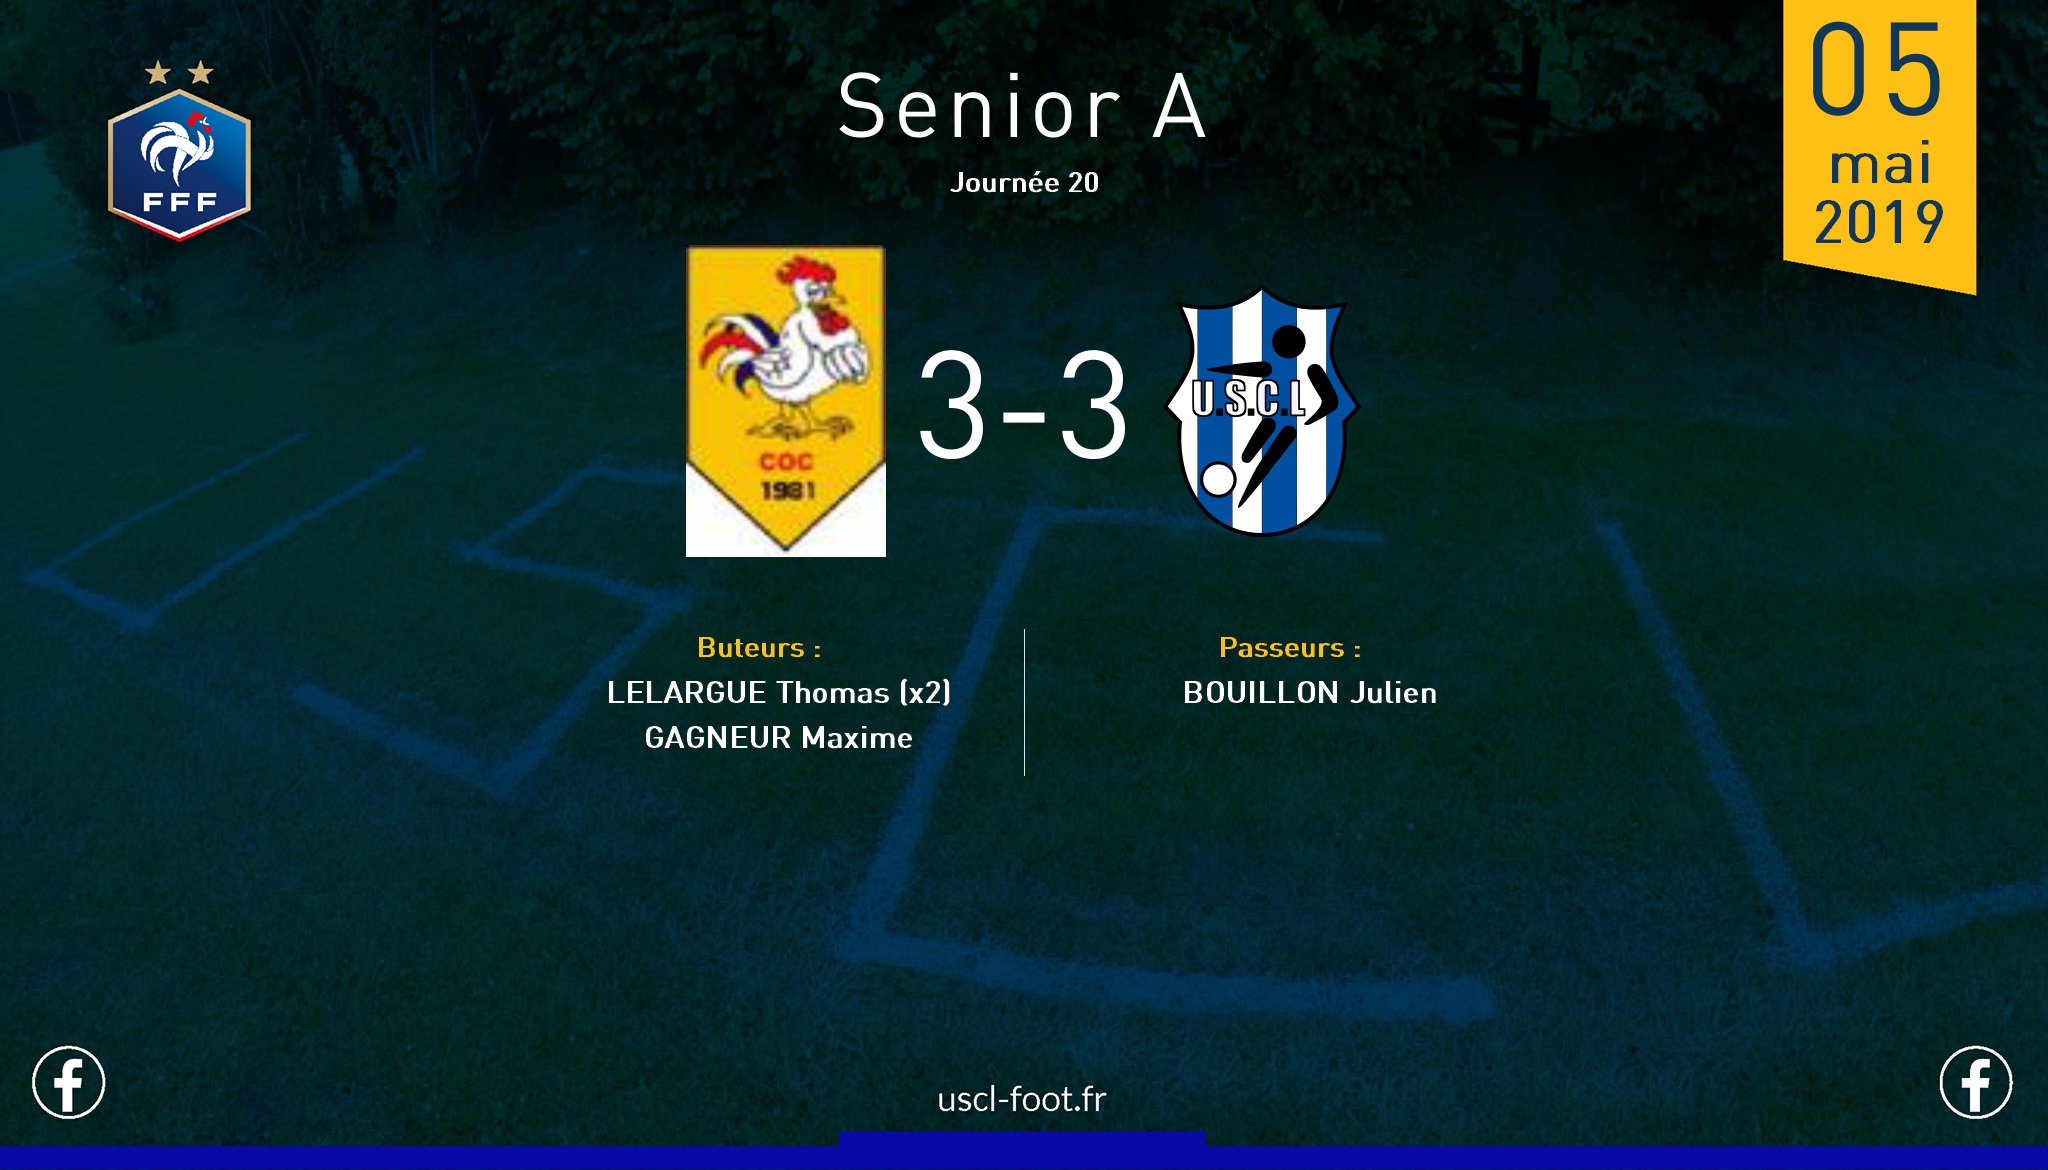 Senior A
Journée 20
05
mai
2019
FFF
COC
1981
3-3
U.S.C.L
Buteurs :
LELARGUE Thomas (x2)
GAGNEUR Maxime
Passeurs :
BOUILLON Julien
USCL
uscl-foot.fr